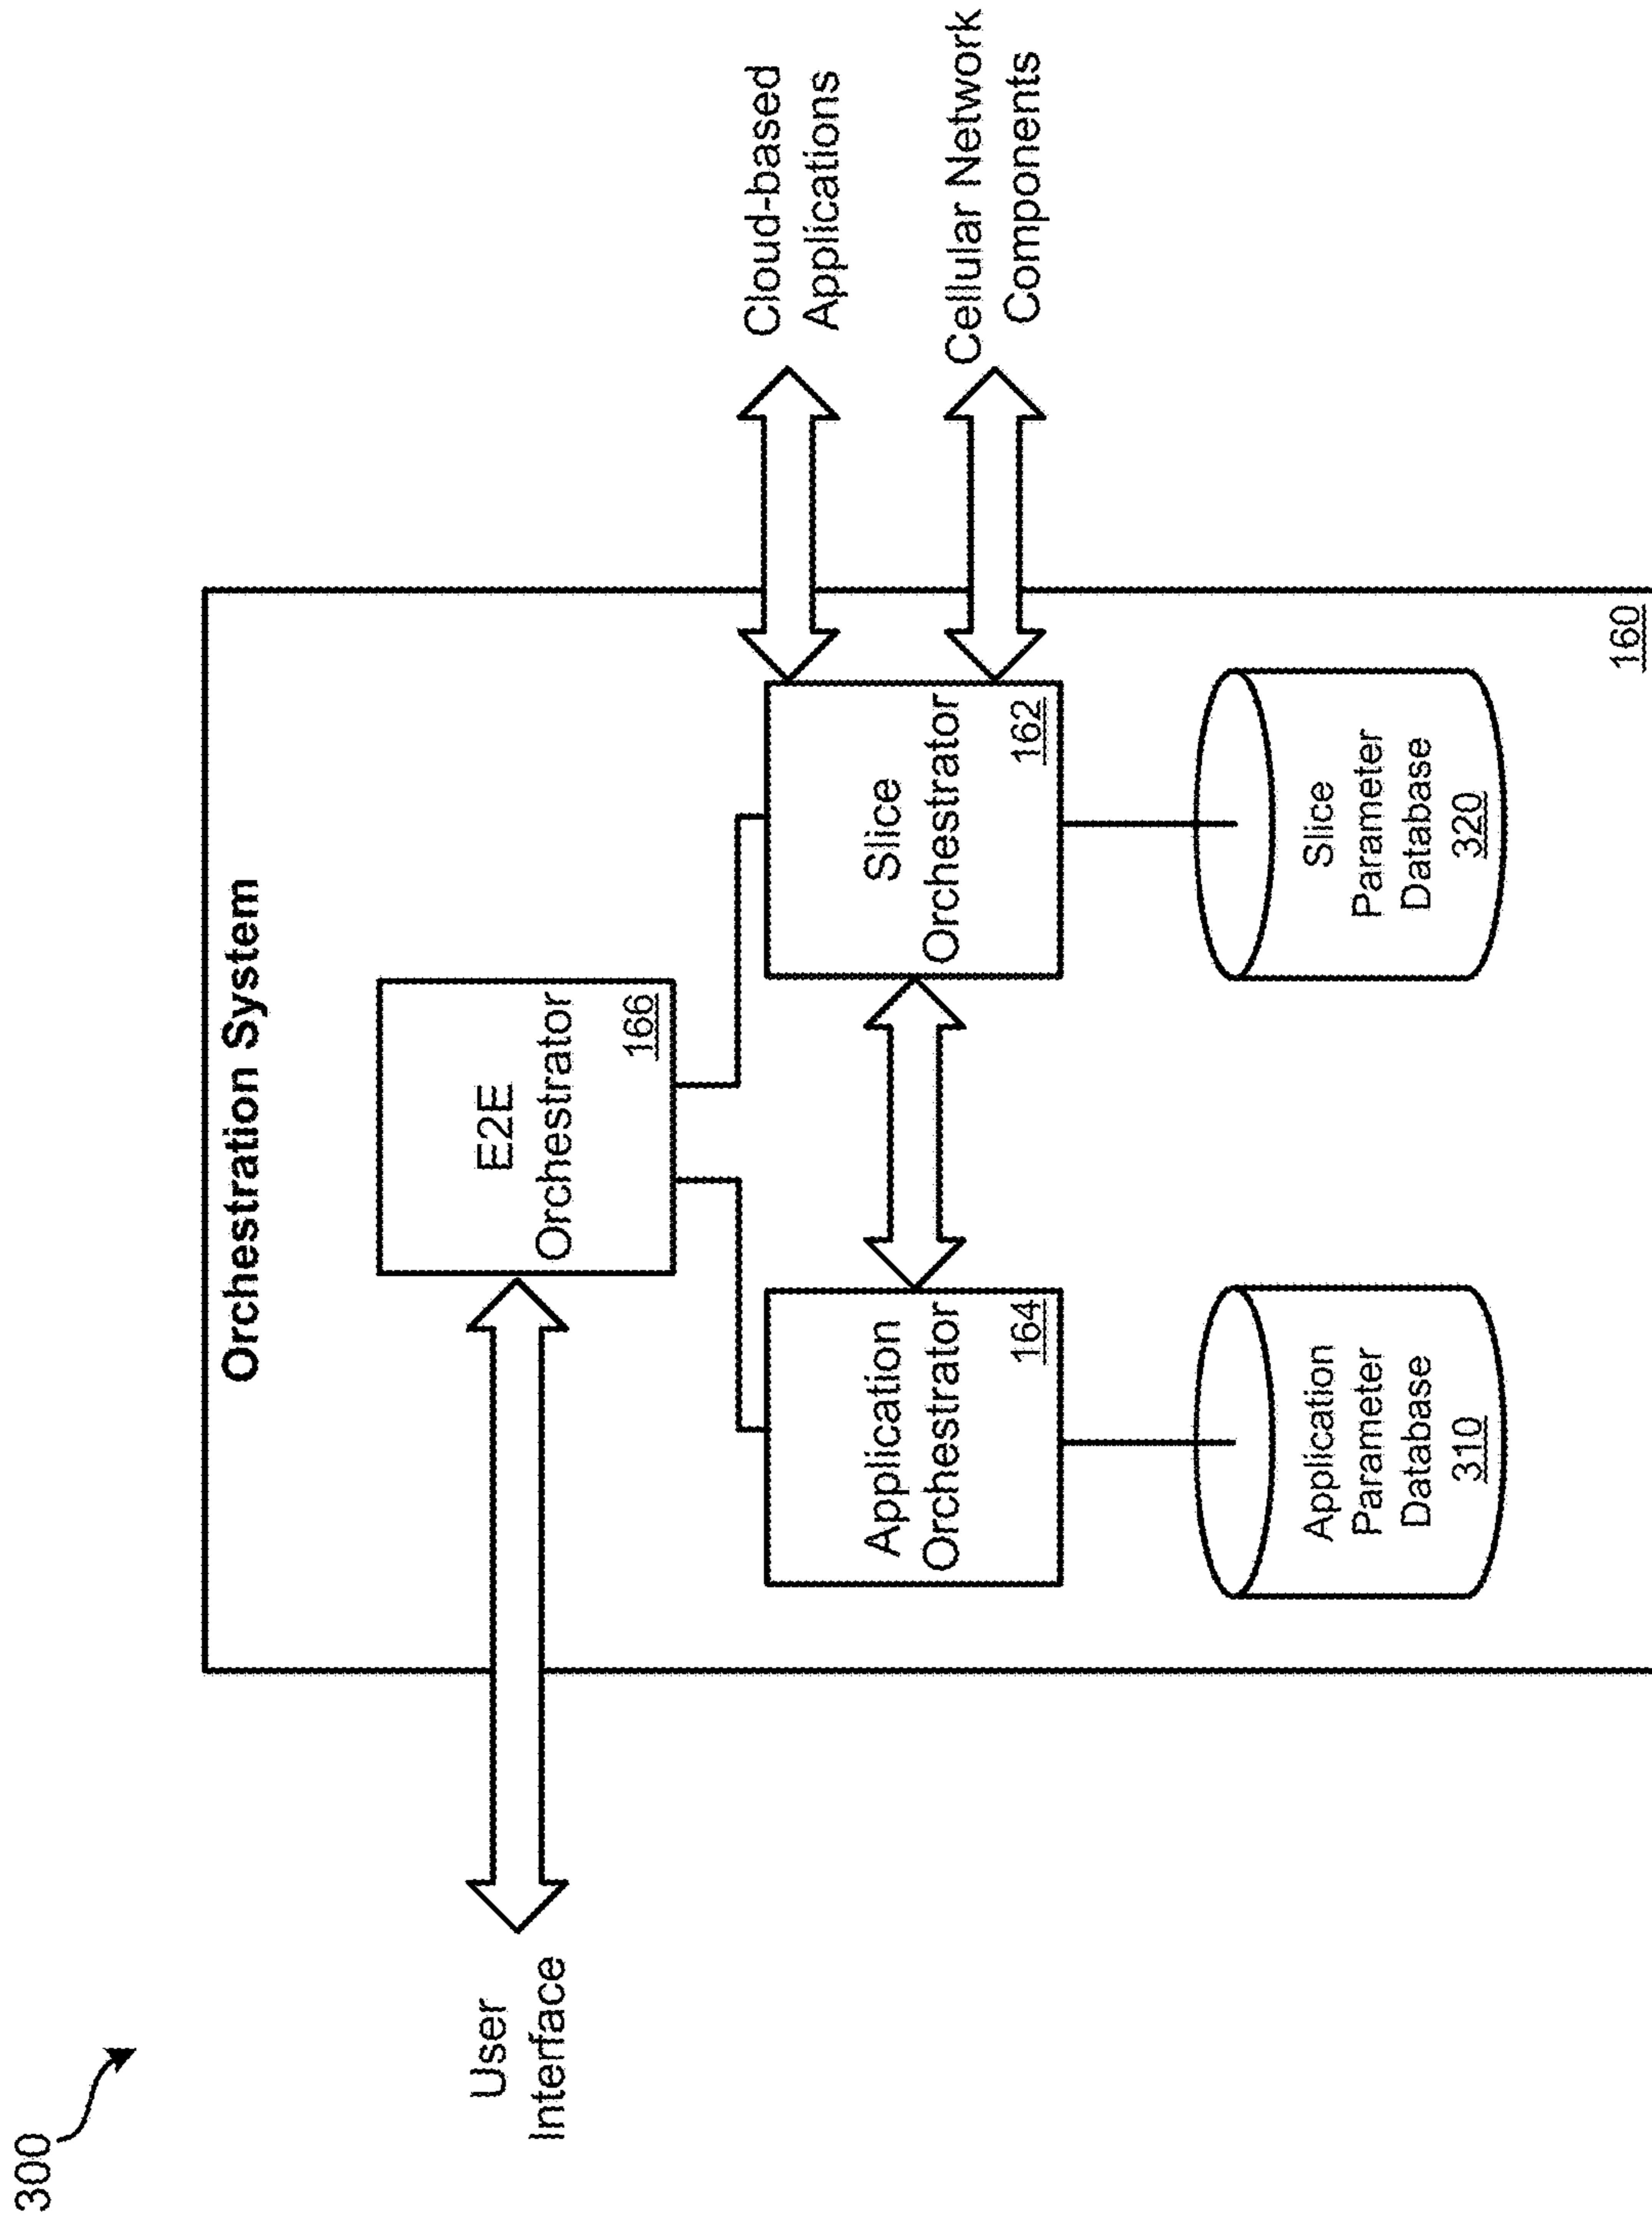 300
Orchestration System
User
Interface
E2E
Orchestrator
166
Application
Orchestrator
164
Slice
Orchestrator
162
Cloud-based
Applications
Cellular Network
Components
Application
Parameter
Database
310
Slice
Parameter
Database
320
160